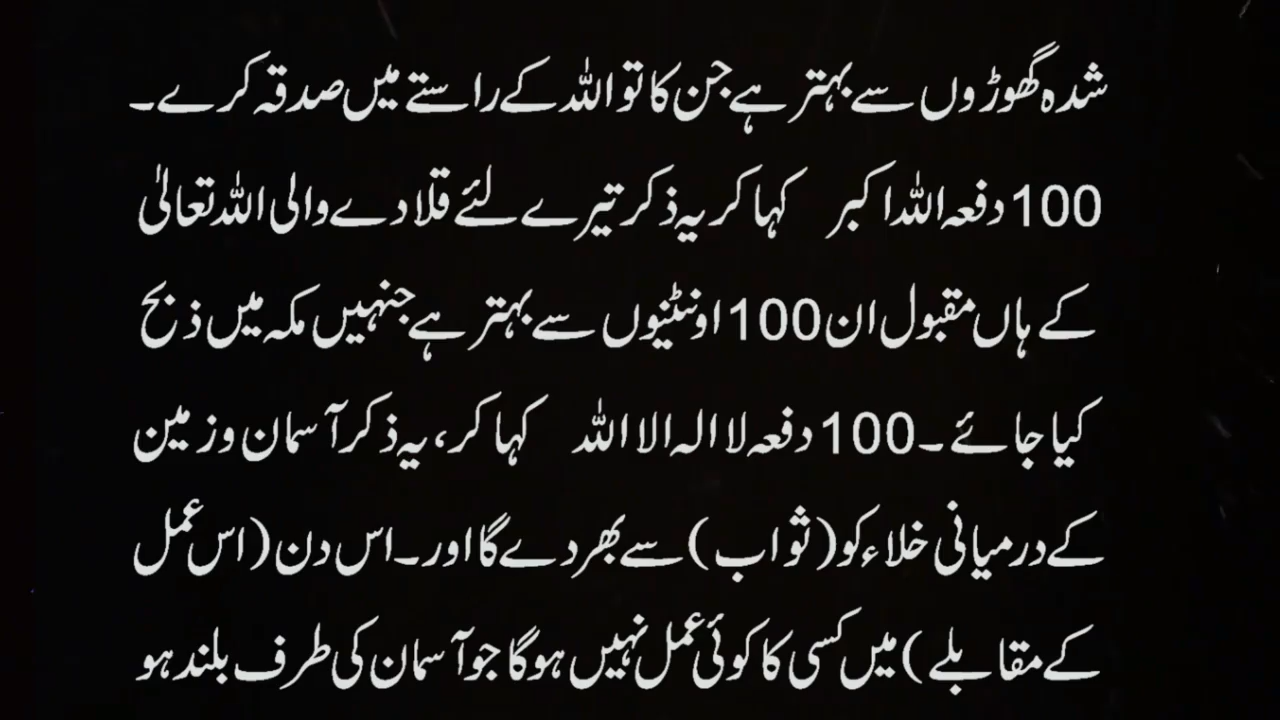 شدہ گھوڑوں سے بہتر ہے جن کا تو اللہ کے راستے میں صدقہ کرے۔
100 دفعہ اللہ اکبر کہا کر یہ ذکر تیرے لئے قلادے والی اللہ تعالیٰ
کے ہاں مقبول ان 100 اونٹنیوں سے بہتر ہے جنہیں مکہ میں ذبح
کیا جائے۔ 100 دفعہ لا الہ الا اللہ کہا کر، یہ ذکر آسمان و زمین
کے درمیانی خلاء کو (ثواب) سے بھر دے گا اور۔ اس دن (اس عمل
کے مقابلے) میں کسی کا کوئی عمل نہیں ہوگا جو آسمان کی طرف بلند ہو